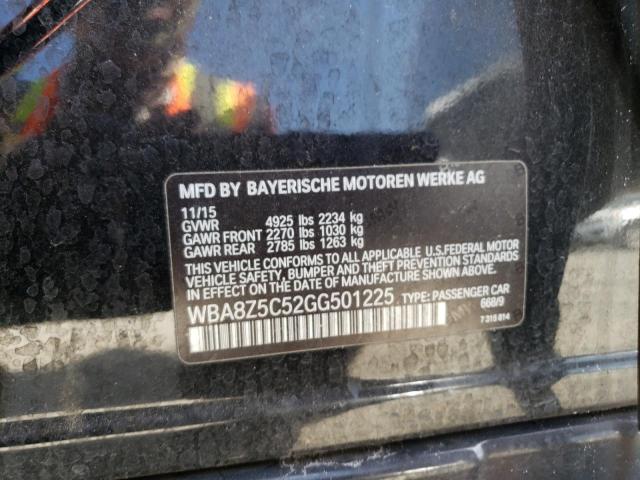 MFD BY BAYERISCHE MOTOREN WERKE AG
11/15
GVWR 4925 lbs 2234 kg
GAWR FRONT 2270 lbs 1030 kg
GAWR REAR 2785 lbs 1263 kg
THIS VEHICLE CONFORMS TO ALL APPLICABLE U.S. FEDERAL MOTOR
VEHICLE SAFETY, BUMPER AND THEFT PREVENTION STANDARDS
IN EFFECT ON THE DATE OF MANUFACTURE SHOWN ABOVE.
WBA8Z5C52GG501225 TYPE: PASSENGER CAR
668/9
7 315 814